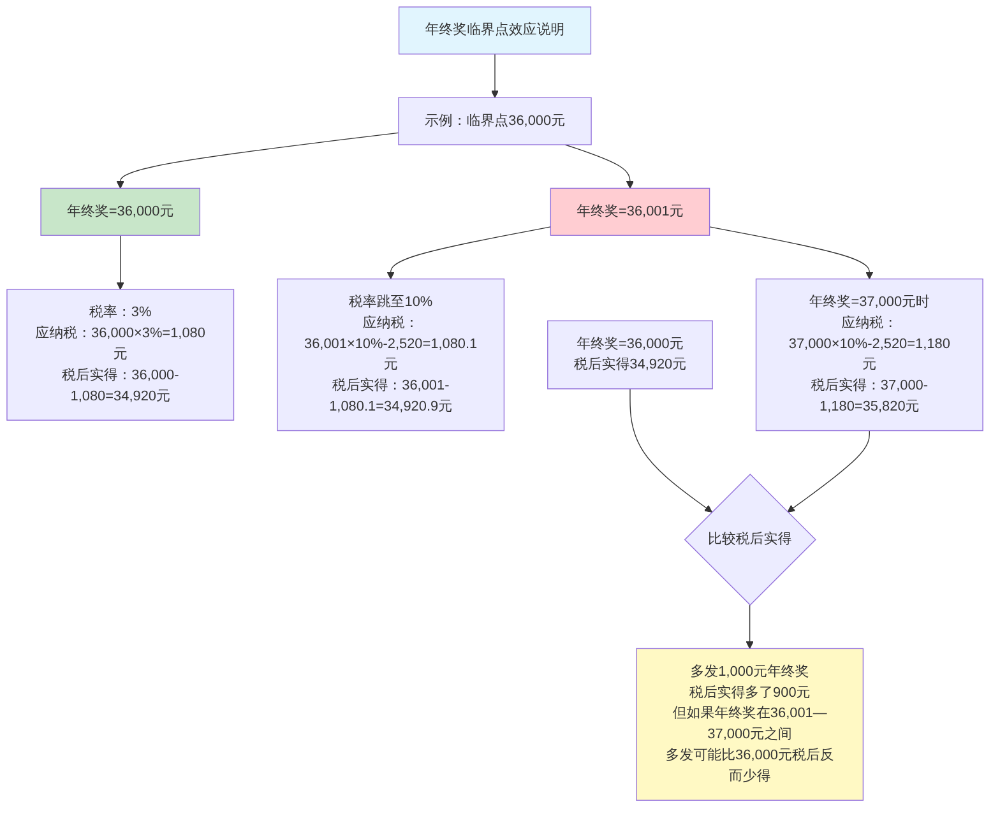 年终奖临界点效应说明
示例：临界点36,000元
年终奖=36,000元
年终奖=36,001元
税率：3%
应纳税：36,000×3%=1,080
元
税后实得：36,000-
1,080=34,920元
税率跳至10%
应纳税：
36,001×10%-2,520=1,080.1
元
税后实得：36,001-
1,080.1=34,920.9元
年终奖=36,000元
税后实得34,920元
年终奖=37,000元时
应纳税：
37,000×10%-2,520=1,180
元
税后实得：37,000-
1,180=35,820元
比较税后实得
多发1,000元年终奖
税后实得多了900元
但如果年终奖在36,001—
37,000元之间
多发可能比36,000元税后反
而少得